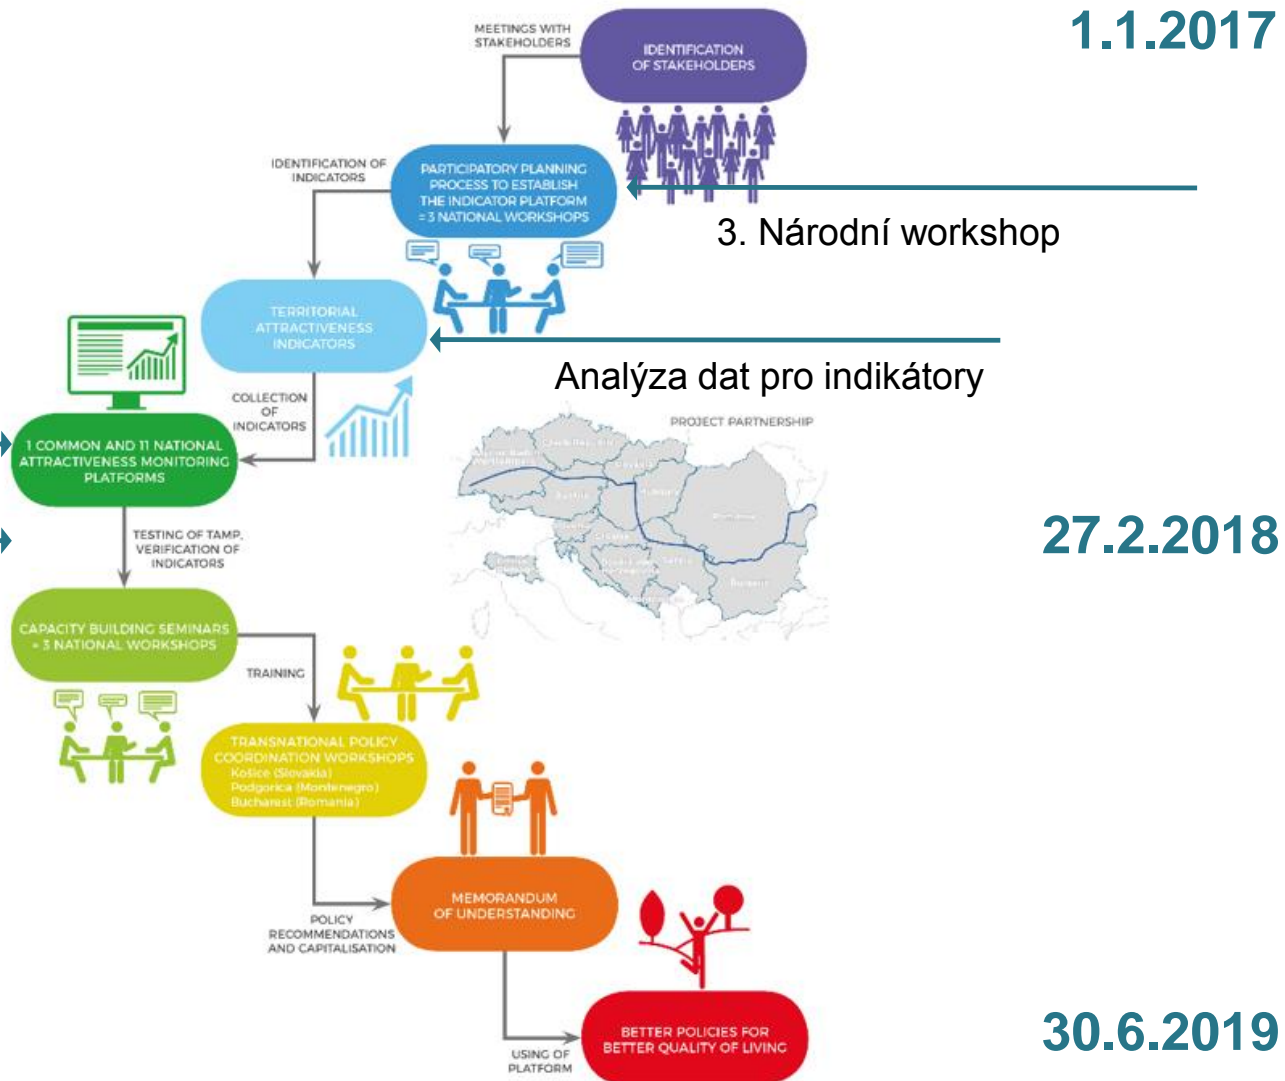 1.1.2017
MEETINGS WITH
STAKEHOLDERS
IDENTIFICATION
OF STAKEHOLDERS
IDENTIFICATION OF
INDICATORS
PARTICIPATORY PLANNING
PROCESS TO ESTABLISH
THE INDICATOR PLATFORM
= 3 NATIONAL WORKSHOPS
3. Národní workshop
TERRITORIAL
ATTRACTIVENESS
INDICATORS
Analýza dat pro indikátory
COLLECTION
OF
INDICATORS
PROJECT PARTNERSHIP
1 COMMON AND 11 NATIONAL
ATTRACTIVENESS MONITORING
PLATFORMS
27.2.2018
TESTING OF TAMP,
VERIFICATION OF
INDICATORS
CAPACITY BUILDING SEMINARS
= 3 NATIONAL WORKSHOPS
TRAINING
TRANSNATIONAL POLICY
COORDINATION WORKSHOPS
Košice (Slovakia)
Podgorica (Montenegro)
Bucharest (Romania)
MEMORANDUM
OF UNDERSTANDING
POLICY
RECOMMENDATIONS
AND CAPITALISATION
BETTER POLICIES FOR
BETTER QUALITY OF LIVING
USING OF
PLATFORM
30.6.2019